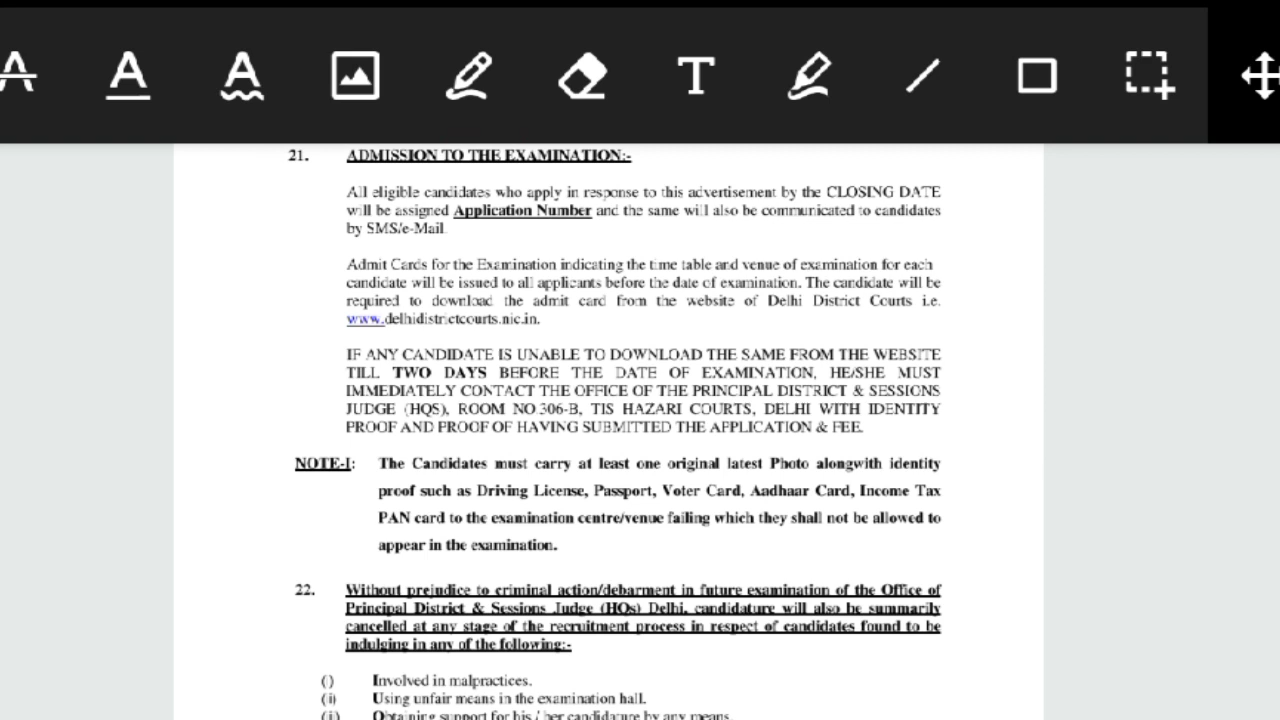 21. ADMISSION TO THE EXAMINATION:-
All eligible candidates who apply in response to this advertisement by the CLOSING DATE
will be assigned Application Number and the same will also be communicated to candidates
by SMS/e-Mail.
Admit Cards for the Examination indicating the time table and venue of examination for each
candidate will be issued to all applicants before the date of examination. The candidate will be
required to download the admit card from the website of Delhi District Courts i.e.
www.delhidistrictcourts.nic.in.
IF ANY CANDIDATE IS UNABLE TO DOWNLOAD THE SAME FROM THE WEBSITE
TILL TWO DAYS BEFORE THE DATE OF EXAMINATION, HE/SHE MUST
IMMEDIATELY CONTACT THE OFFICE OF THE PRINCIPAL DISTRICT & SESSIONS
JUDGE (HQS), ROOM NO.306-B, TIS HAZARI COURTS, DELHI WITH IDENTITY
PROOF AND PROOF OF HAVING SUBMITTED THE APPLICATION & FEE.
NOTE-I: The Candidates must carry at least one original latest Photo alongwith identity
proof such as Driving License, Passport, Voter Card, Aadhaar Card, Income Tax
PAN card to the examination centre/venue failing which they shall not be allowed to
appear in the examination.
22. Without prejudice to criminal action/debarment in future examination of the Office of
Principal District & Sessions Judge (HQs) Delhi, candidature will also be summarily
cancelled at any stage of the recruitment process in respect of candidates found to be
indulging in any of the following:-
() Involved in malpractices.
(ii) Using unfair means in the examination hall.
Obtaining support for his / her candidature by any means.